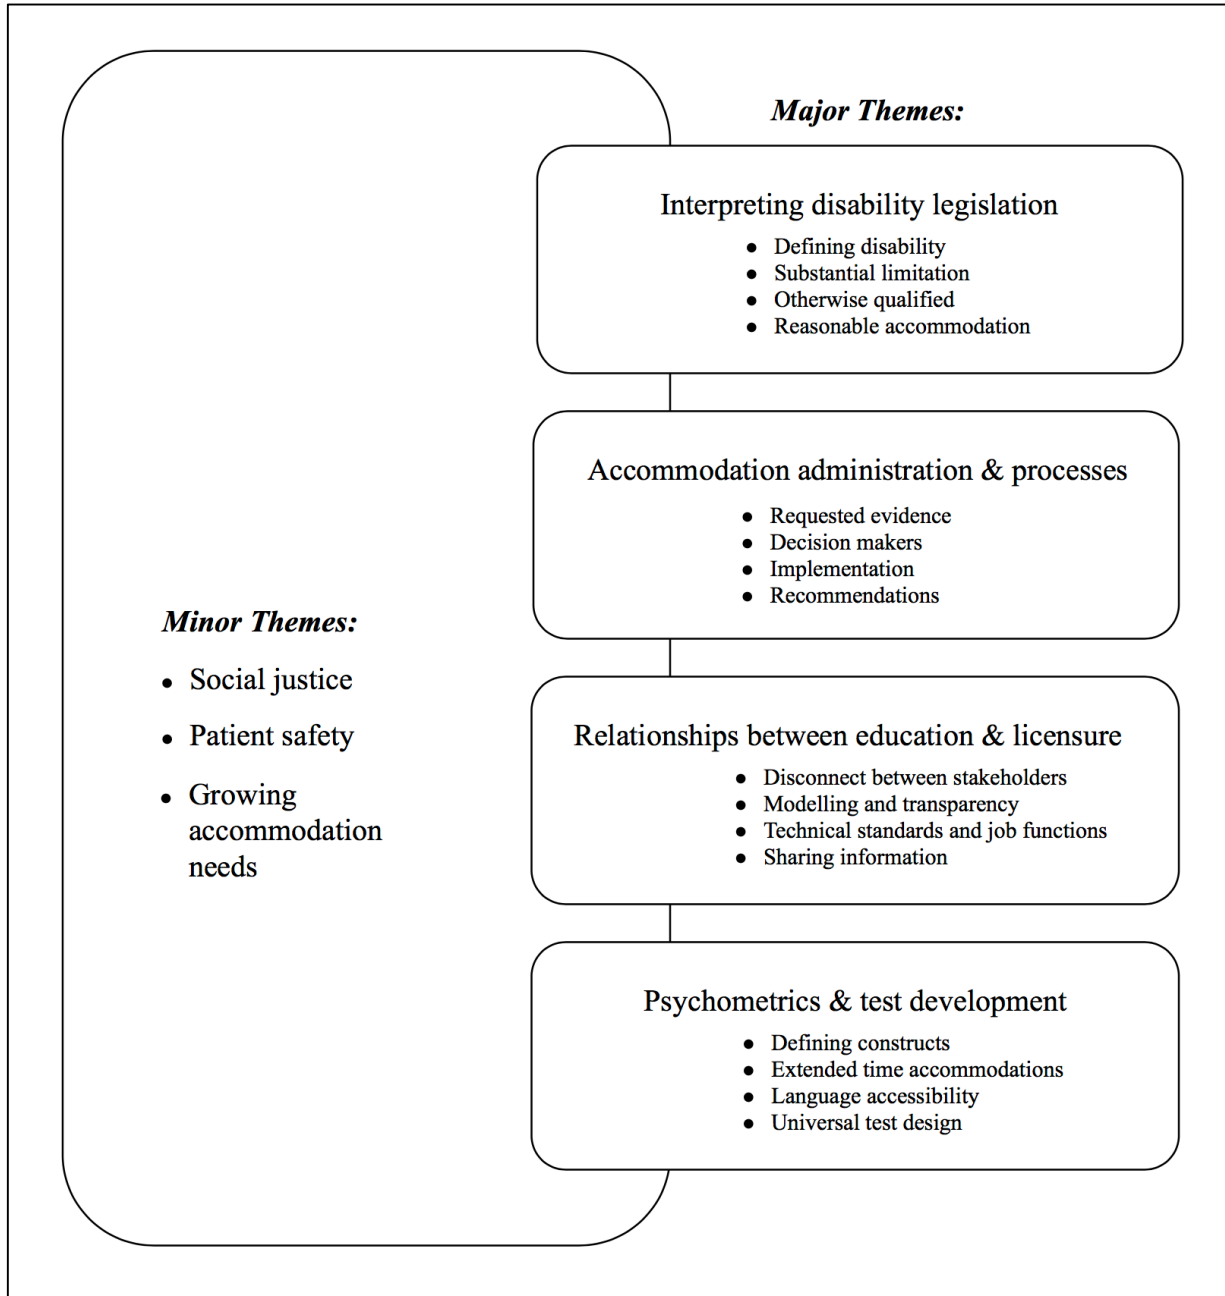 Major Themes:
Interpreting disability legislation
● Defining disability
● Substantial limitation
● Otherwise qualified
● Reasonable accommodation
Accommodation administration & processes
● Requested evidence
● Decision makers
● Implementation
● Recommendations
Minor Themes:
● Social justice
● Patient safety
● Growing
accommodation
needs
Relationships between education & licensure
● Disconnect between stakeholders
● Modelling and transparency
● Technical standards and job functions
● Sharing information
Psychometrics & test development
● Defining constructs
● Extended time accommodations
● Language accessibility
● Universal test design